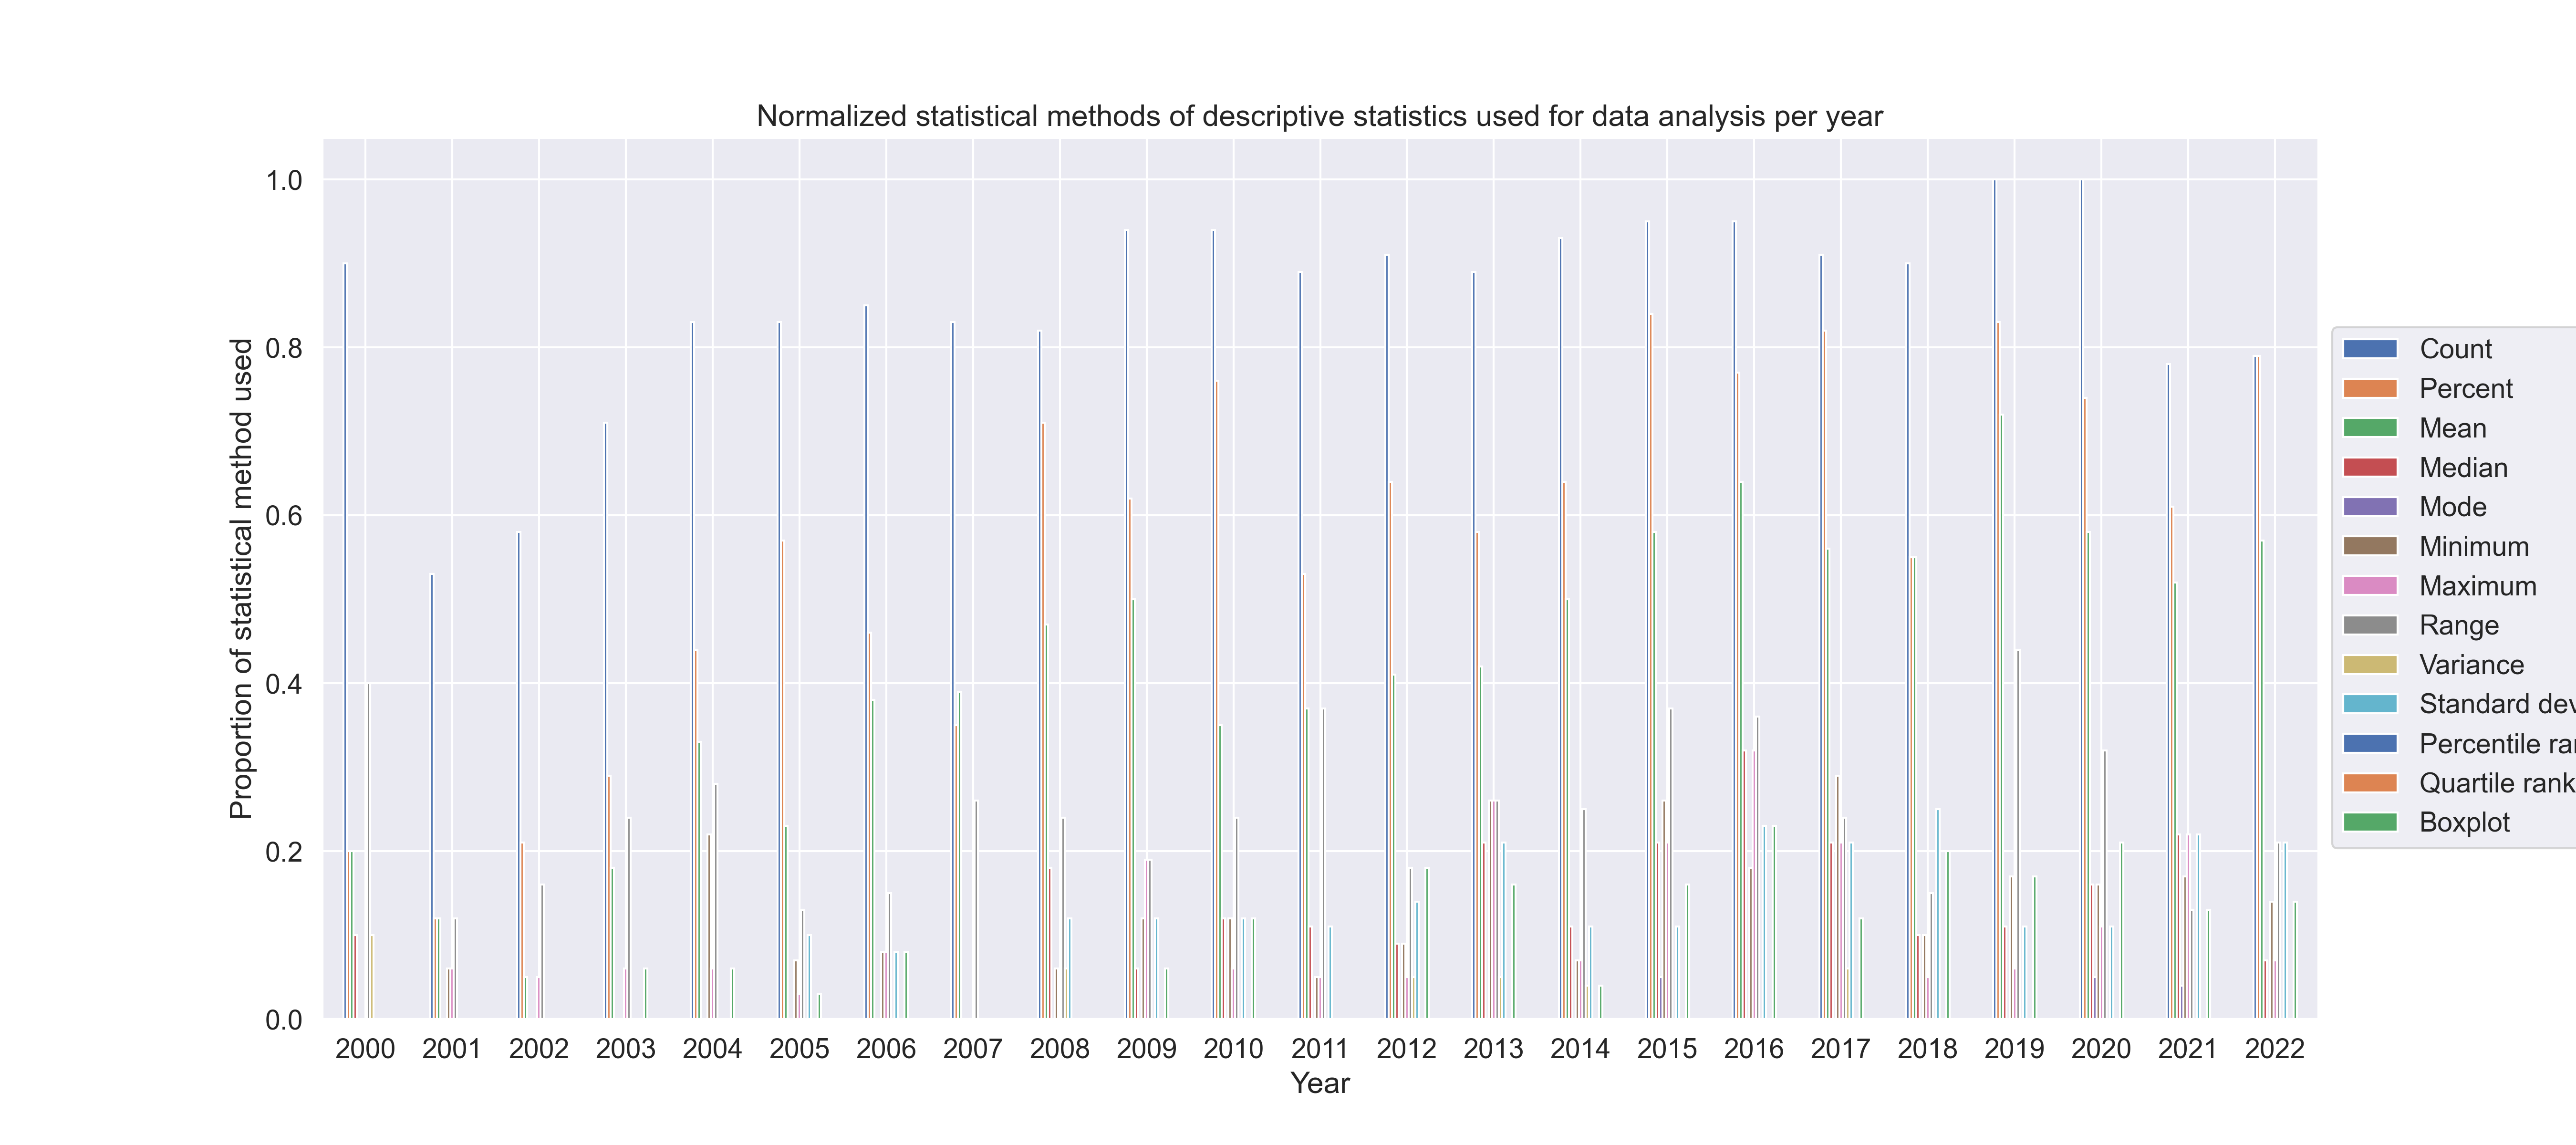 Normalized statistical methods of descriptive statistics used for data analysis per year
Proportion of statistical method used
1.0
0.8
0.6
0.4
0.2
0.0
2000 2001 2002 2003 2004 2005 2006 2007 2008 2009 2010 2011 2012 2013 2014 2015 2016 2017 2018 2019 2020 2021 2022
Year
Count
Percent
Mean
Median
Mode
Minimum
Maximum
Range
Variance
Standard dev
Percentile ra
Quartile rank
Boxplot